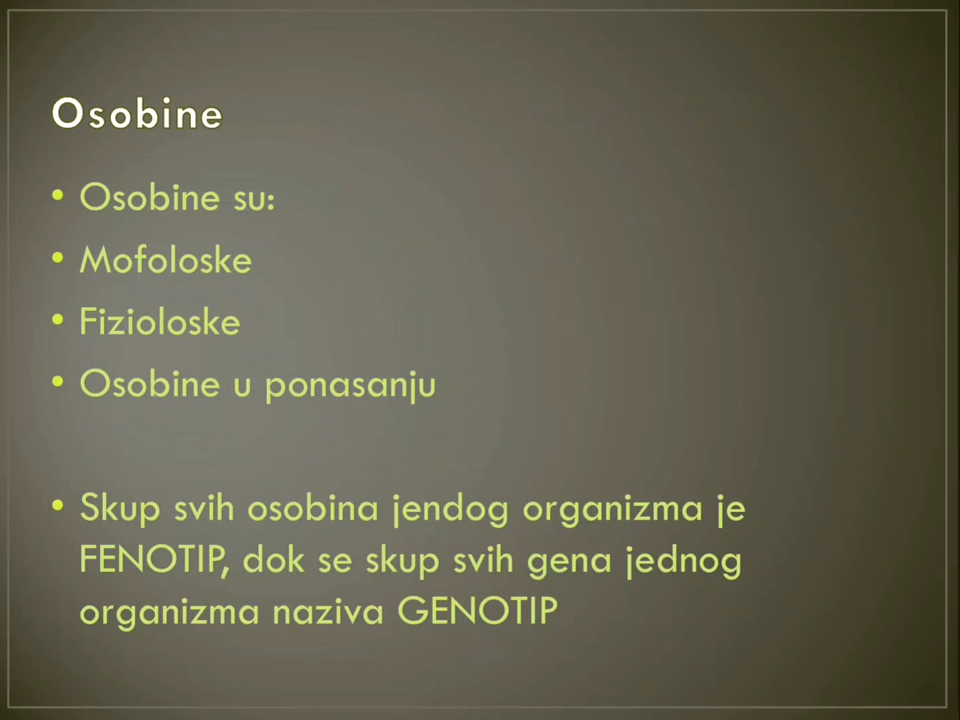 Osobine
• Osobine su:
• Mofoloske
• Fizioloske
• Osobine u ponasanju
• Skup svih osobina jendog organizma je
FENOTIP, dok se skup svih gena jednog
organizma naziva GENOTIP